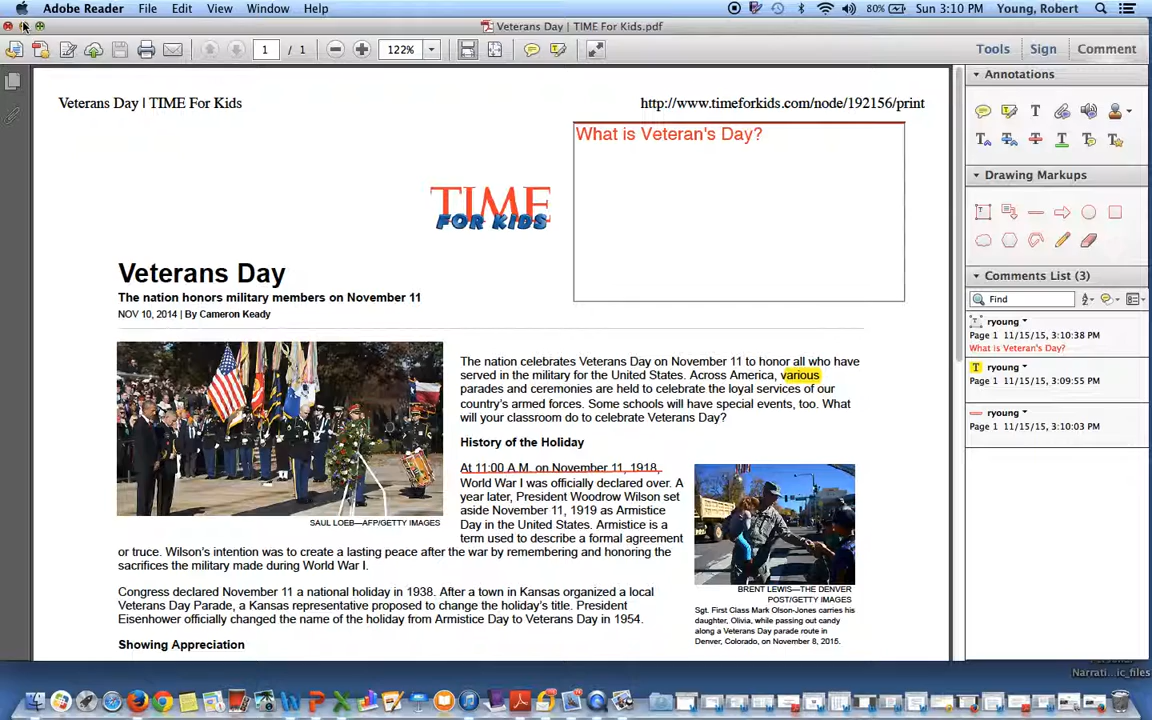 Adobe Reader File Edit View Window Help
80% Sun 3:10 PM Young, Robert
Veterans Day | TIME For Kids.pdf
1 / 1 122%
Tools Sign Comment
Veterans Day | TIME For Kids
http://www.timeforkids.com/node/192156/print
What is Veteran's Day?
TIME
FOR KIDS
Veterans Day
The nation honors military members on November 11
NOV 10, 2014 | By Cameron Keady
SAUL LOEB—AFP/GETTY IMAGES
The nation celebrates Veterans Day on November 11 to honor all who have
served in the military for the United States. Across America, various
parades and ceremonies are held to celebrate the loyal services of our
country's armed forces. Some schools will have special events, too. What
will your classroom do to celebrate Veterans Day?
History of the Holiday
At 11:00 A.M. on November 11, 1918,
World War I was officially declared over. A
year later, President Woodrow Wilson set
aside November 11, 1919 as Armistice
Day in the United States. Armistice is a
term used to describe a formal agreement
or truce. Wilson's intention was to create a lasting peace after the war by remembering and honoring the
sacrifices the military made during World War I.
BRENT LEWIS—THE DENVER
POST/GETTY IMAGES
Sgt. First Class Mark Olson-Jones carries his
daughter, Olivia, while passing out candy
along a Veterans Day parade route in
Denver, Colorado, on November 8, 2015.
Congress declared November 11 a national holiday in 1938. After a town in Kansas organized a local
Veterans Day Parade, a Kansas representative proposed to change the holiday's title. President
Eisenhower officially changed the name of the holiday from Armistice Day to Veterans Day in 1954.
Showing Appreciation
Annotations
Drawing Markups
Comments List (3)
Find
ryoung
Page 1 11/15/15, 3:10:38 PM
What is Veteran's Day?
ryoung
Page 1 11/15/15, 3:09:55 PM
ryoung
Page 1 11/15/15, 3:10:03 PM